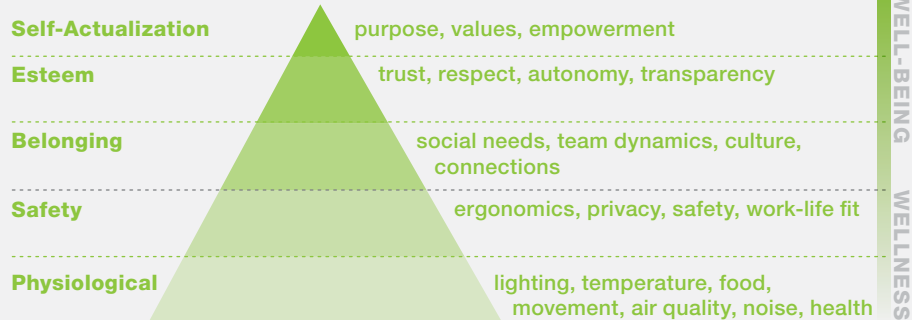 Self-Actualization
purpose, values, empowerment
Esteem
trust, respect, autonomy, transparency
Belonging
social needs, team dynamics, culture,
connections
Safety
ergonomics, privacy, safety, work-life fit
Physiological
lighting, temperature, food,
movement, air quality, noise, health
WELL-BEING
WELLNESS